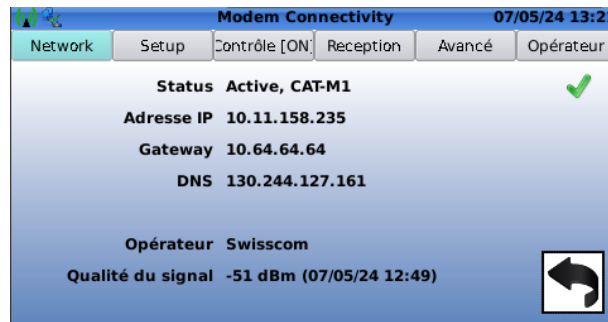 Modem Connectivity 07/05/24 13:2
Network Setup Contrôle [ON] Reception Avancé Opérateur
Status Active, CAT-M1
Adresse IP 10.11.158.235
Gateway 10.64.64.64
DNS 130.244.127.161
Opérateur Swisscom
Qualité du signal -51 dBm (07/05/24 12:49)